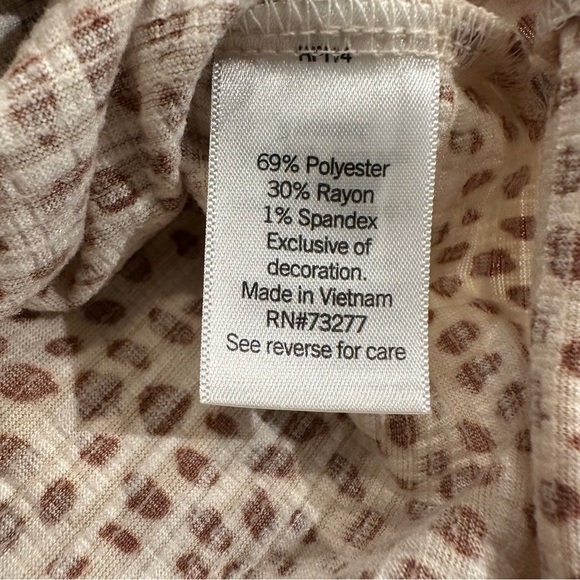 69% Polyester
30% Rayon
1% Spandex
Exclusive of
decoration.
Made in Vietnam
RN#73277
See reverse for care